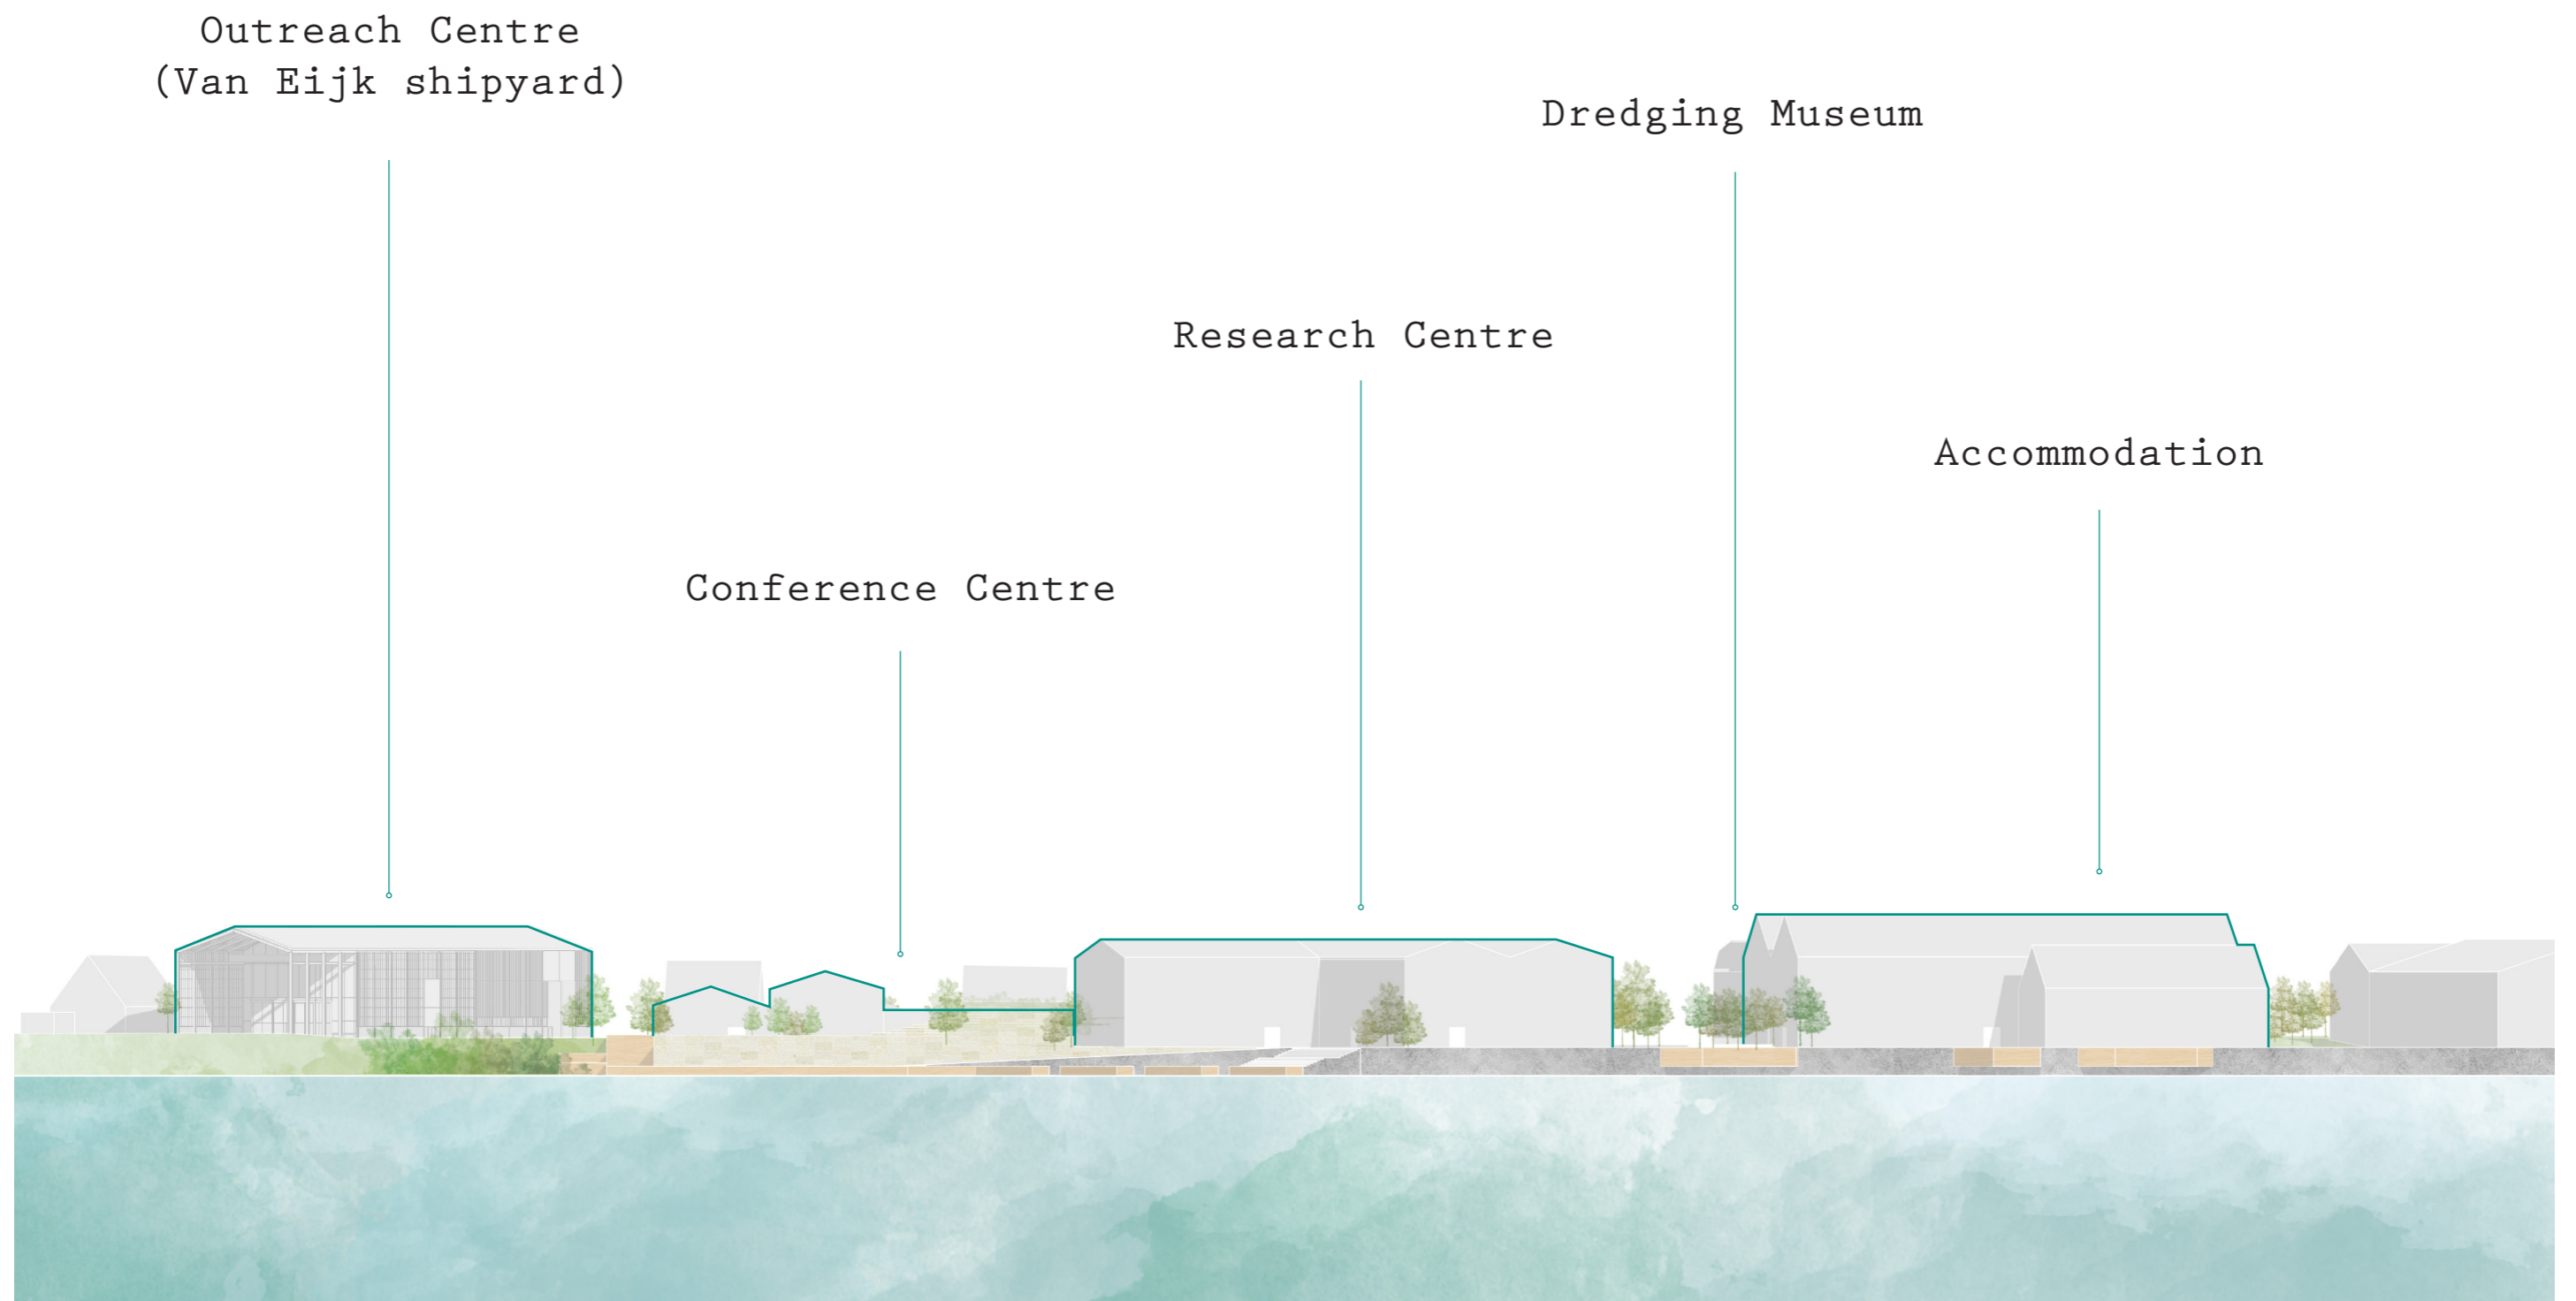 Outreach Centre
(Van Eijk shipyard)
Dredging Museum
Research Centre
Accommodation
Conference Centre